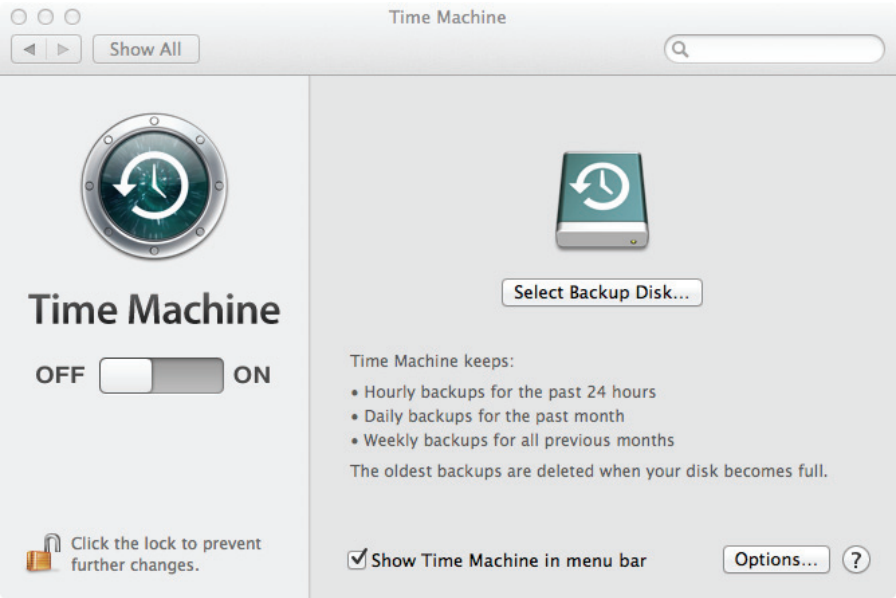 Time Machine
Show All
Time Machine
OFF ON
Select Backup Disk...
Time Machine keeps:
• Hourly backups for the past 24 hours
• Daily backups for the past month
• Weekly backups for all previous months
The oldest backups are deleted when your disk becomes full.
Click the lock to prevent
further changes.
Show Time Machine in menu bar
Options... ?